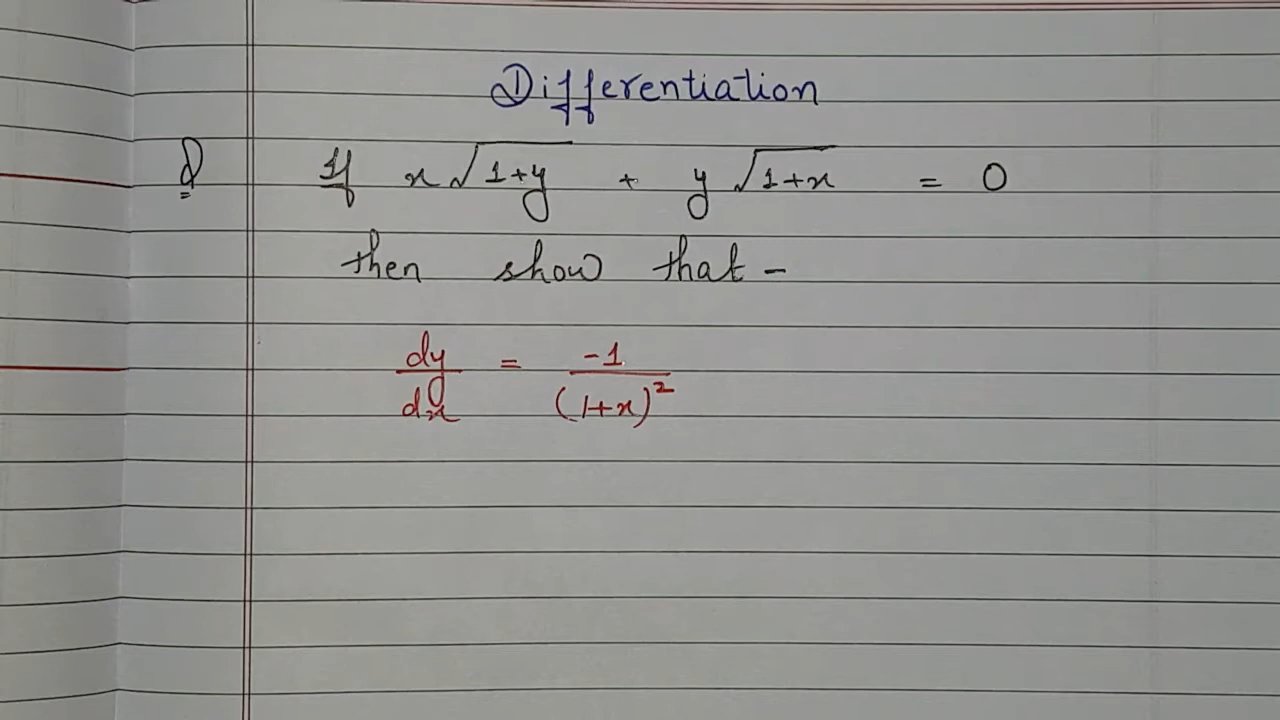 Differentiation
Q If x√(1+y) + y√(1+x) = 0
then show that -
dy/dx = -1/(1+x)²